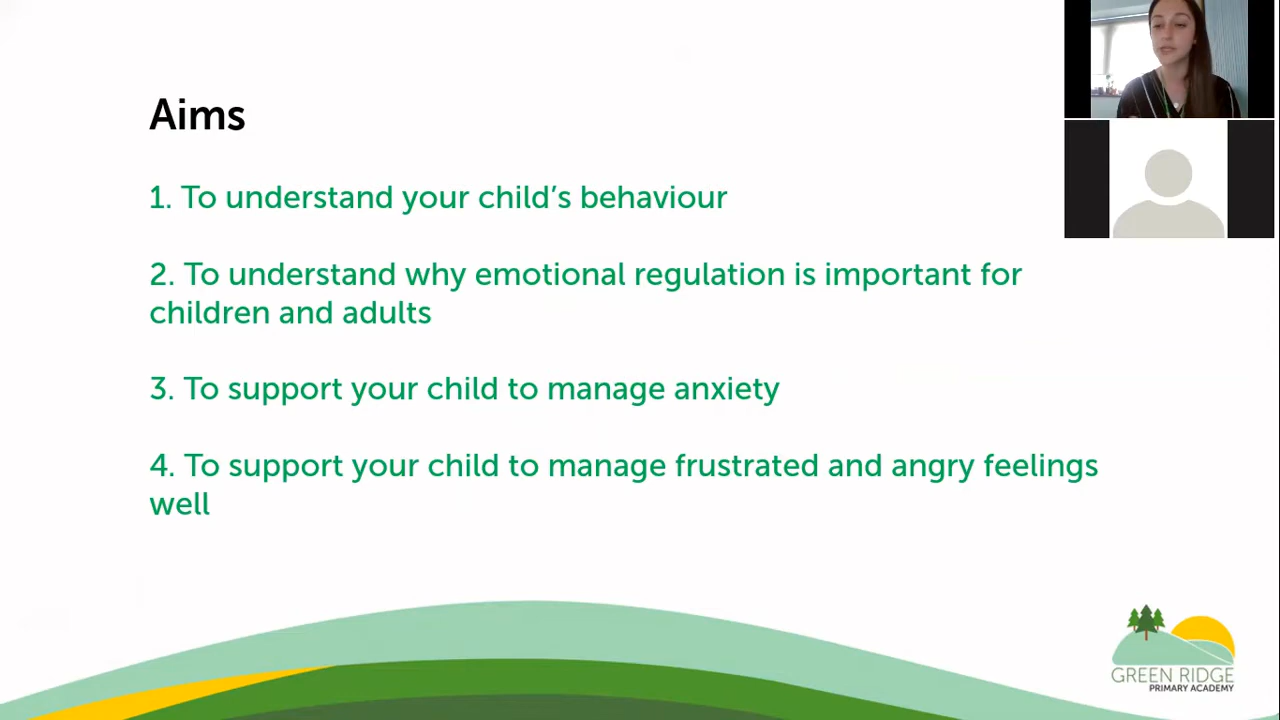 Aims
1. To understand your child’s behaviour
2. To understand why emotional regulation is important for
children and adults
3. To support your child to manage anxiety
4. To support your child to manage frustrated and angry feelings
well
GREEN RIDGE
PRIMARY ACADEMY